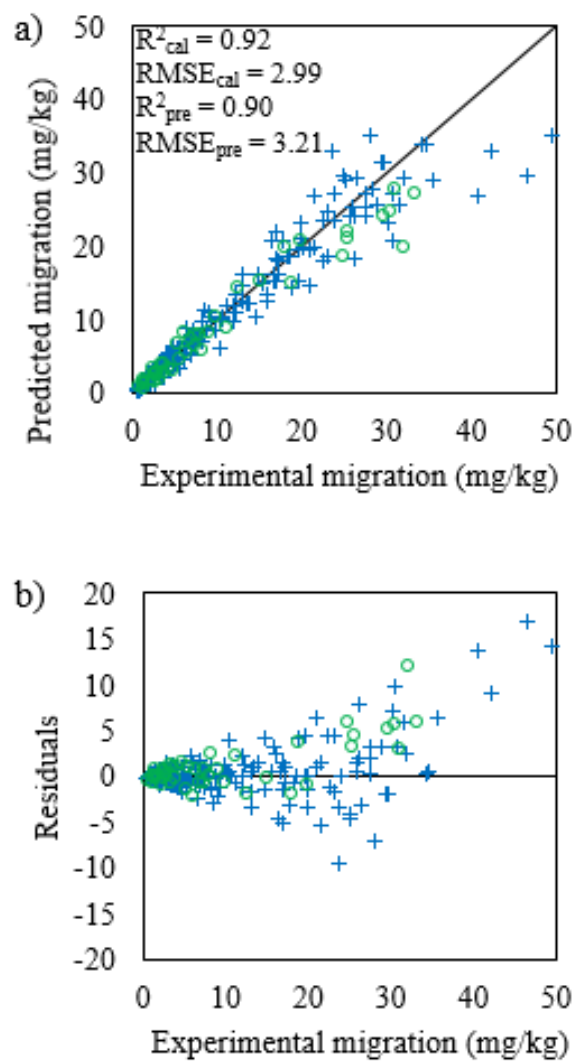 a)
R²cal = 0.92
RMSEcal = 2.99
R²pre = 0.90
RMSEpre = 3.21
Predicted migration (mg/kg)
50
40
30
20
10
0
0 10 20 30 40 50
Experimental migration (mg/kg)
b)
Residuals
20
15
10
5
0
-5
-10
-15
-20
0 10 20 30 40 50
Experimental migration (mg/kg)